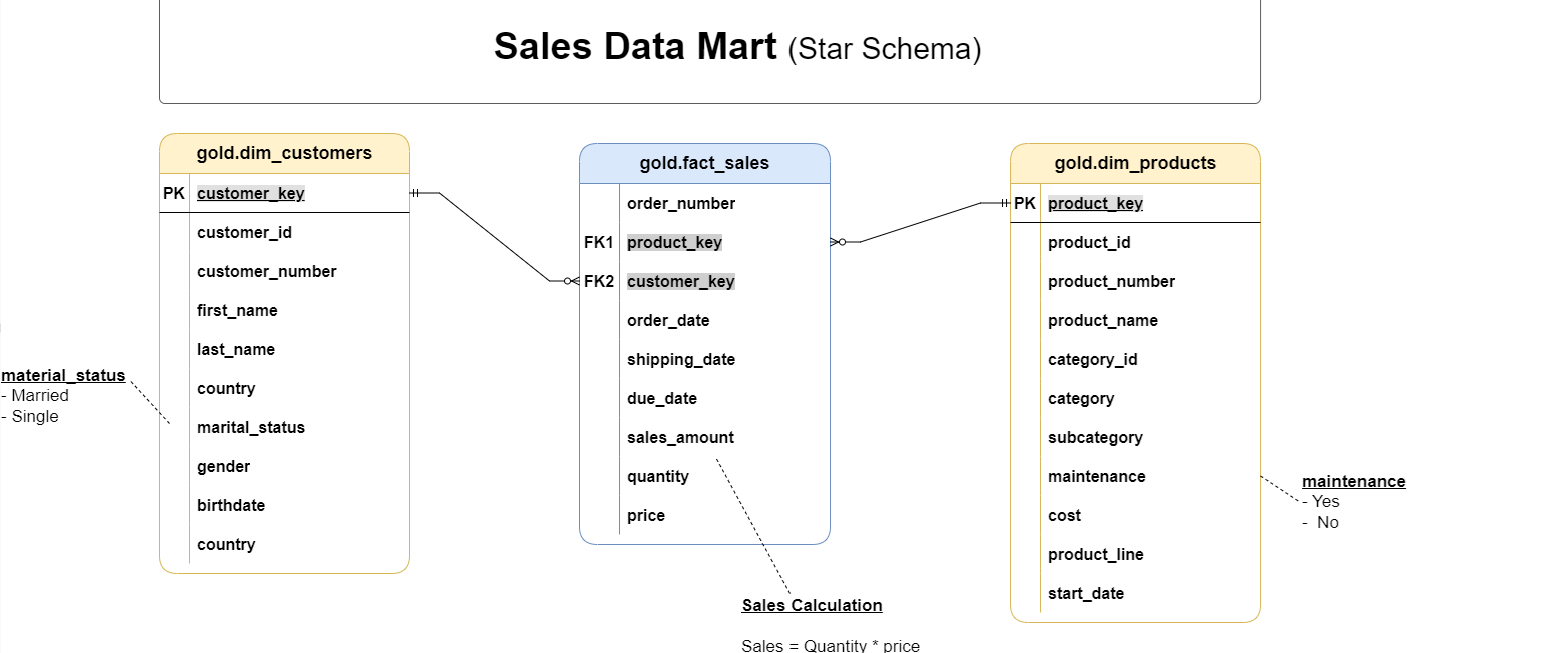 Sales Data Mart (Star Schema)
gold.dim_customers
PK customer_key
customer_id
customer_number
first_name
last_name
country
marital_status
gender
birthdate
country
material_status
- Married
- Single
gold.fact_sales
order_number
FK1 product_key
FK2 customer_key
order_date
shipping_date
due_date
sales_amount
quantity
price
Sales Calculation
Sales = Quantity * price
gold.dim_products
PK product_key
product_id
product_number
product_name
category_id
category
subcategory
maintenance
cost
product_line
start_date
maintenance
- Yes
- No